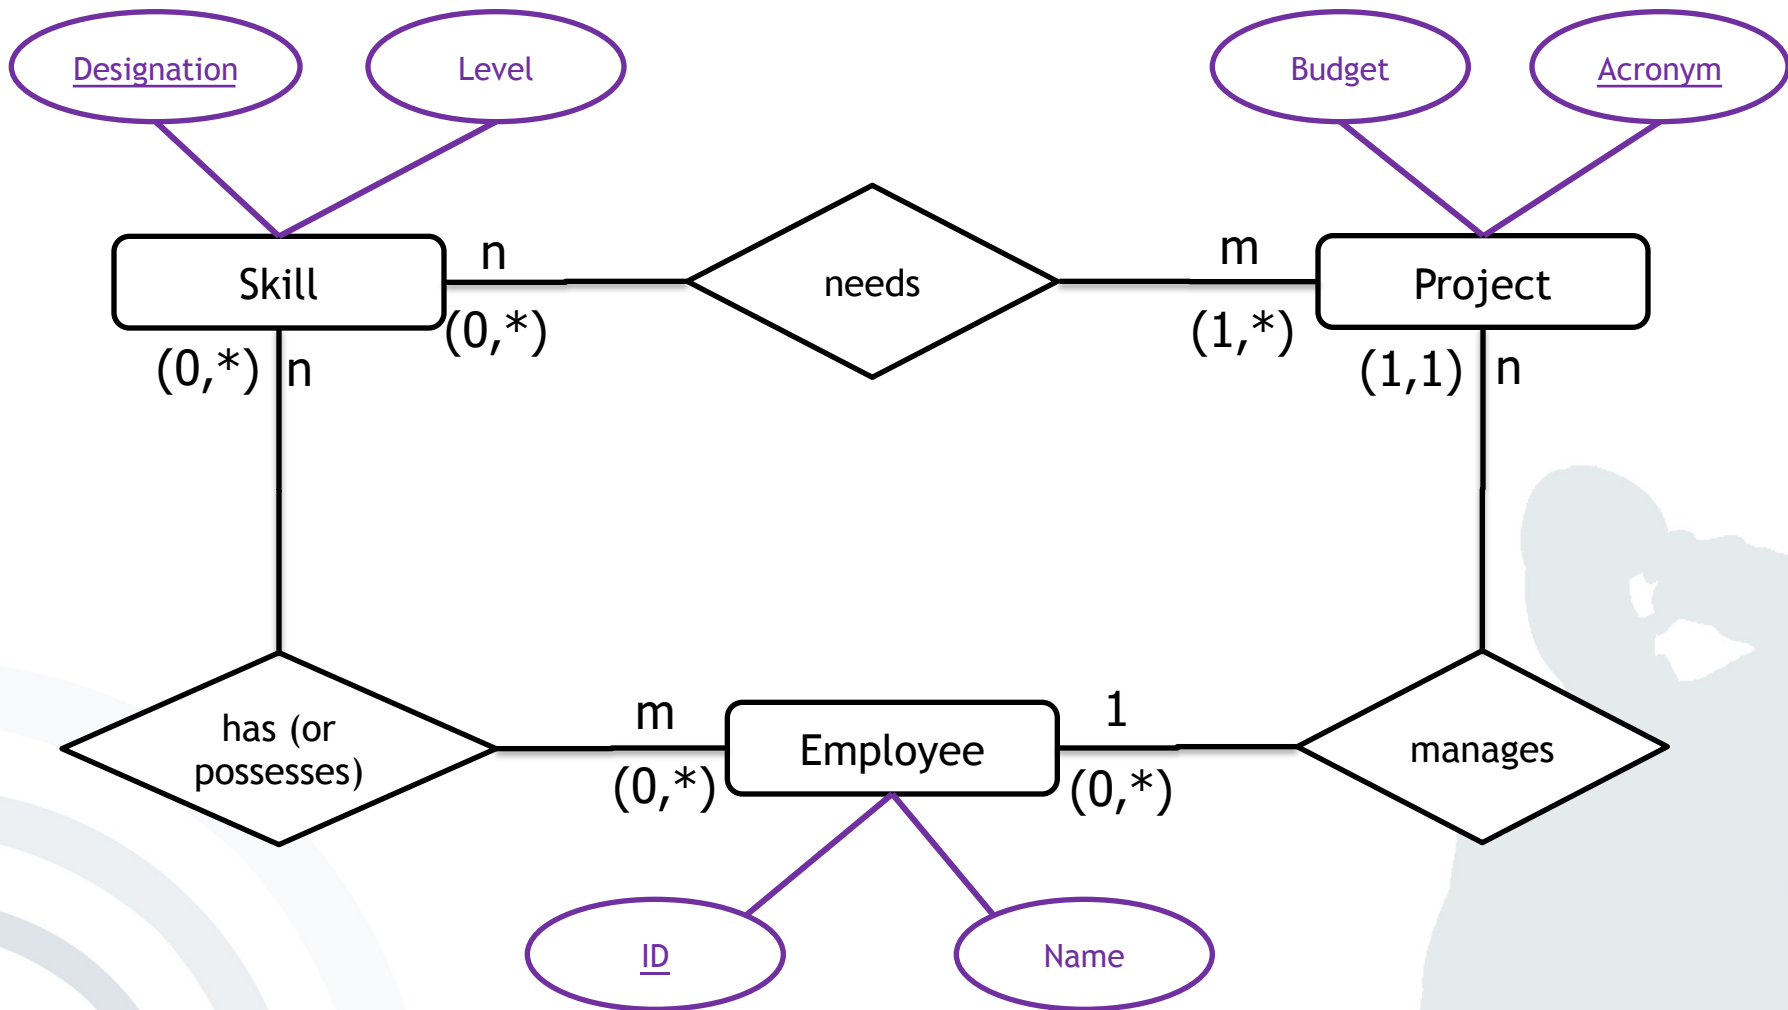 Designation
Level
Budget
Acronym
Skill
n
(0,*)
needs
m
(1,*)
Project
(0,*)
n
(1,1)
n
has (or
possesses)
m
(0,*)
Employee
1
(0,*)
manages
ID
Name